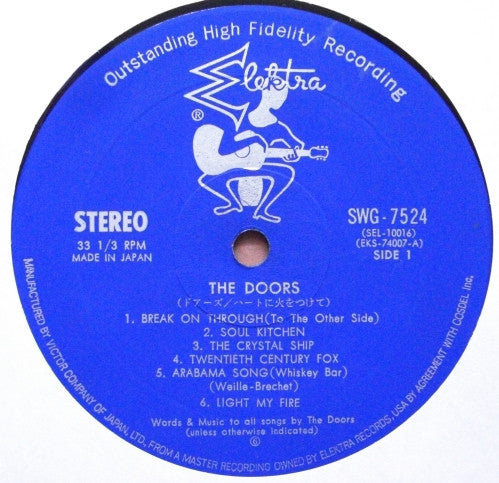 Outstanding High Fidelity Recording
Elektra
®
STEREO
33 1/3 RPM
MADE IN JAPAN
SWG-7524
(SEL-10016)
(EKS-74007-A)
SIDE 1
THE DOORS
(ドアーズ/ハートに火をつけて)
1. BREAK ON THROUGH(To The Other Side)
2. SOUL KITCHEN
3. THE CRYSTAL SHIP
4. TWENTIETH CENTURY FOX
5. ARABAMA SONG(Whiskey Bar)
(Weille-Brechet)
6. LIGHT MY FIRE
Words & Music to all songs by The Doors
(unless otherwise indicated)
MANUFACTURED BY VICTOR COMPANY OF JAPAN, LTD., FROM A MASTER RECORDING OWNED BY ELEKTRA RECORDS, USA BY AGREEMENT WITH COSDEL Inc,